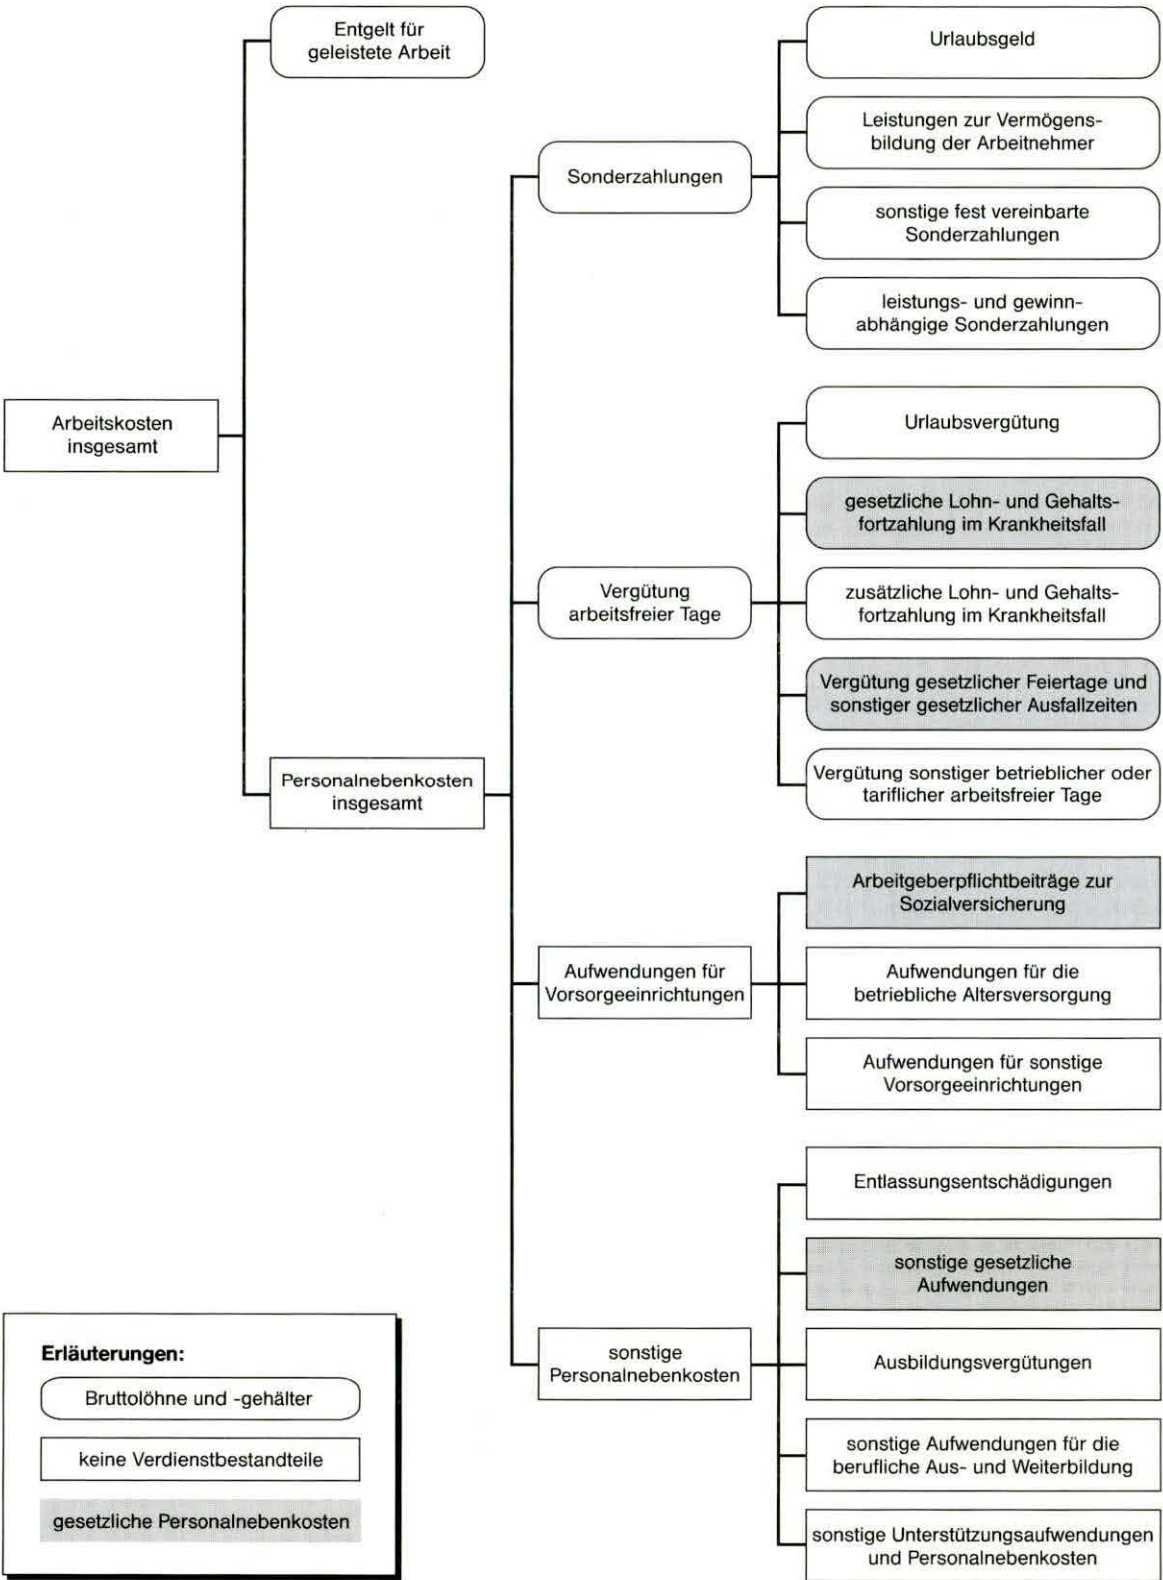 Entgelt für
geleistete Arbeit
Urlaubsgeld
Leistungen zur Vermögens-
bildung der Arbeitnehmer
Sonderzahlungen
sonstige fest vereinbarte
Sonderzahlungen
leistungs- und gewinn-
abhängige Sonderzahlungen
Arbeitskosten
insgesamt
Urlaubsvergütung
gesetzliche Lohn- und Gehalts-
fortzahlung im Krankheitsfall
Vergütung
arbeitsfreier Tage
zusätzliche Lohn- und Gehalts-
fortzahlung im Krankheitsfall
Vergütung gesetzlicher Feiertage und
sonstiger gesetzlicher Ausfallzeiten
Personalnebenkosten
insgesamt
Vergütung sonstiger betrieblicher oder
tariflicher arbeitsfreier Tage
Arbeitgeberpflichtbeiträge zur
Sozialversicherung
Aufwendungen für
Vorsorgeeinrichtungen
Aufwendungen für die
betriebliche Altersversorgung
Aufwendungen für sonstige
Vorsorgeeinrichtungen
Entlassungsentschädigungen
sonstige gesetzliche
Aufwendungen
sonstige
Personalnebenkosten
Ausbildungsvergütungen
sonstige Aufwendungen für die
berufliche Aus- und Weiterbildung
sonstige Unterstützungsaufwendungen
und Personalnebenkosten
Erläuterungen:
Bruttolöhne und -gehälter
keine Verdienstbestandteile
gesetzliche Personalnebenkosten